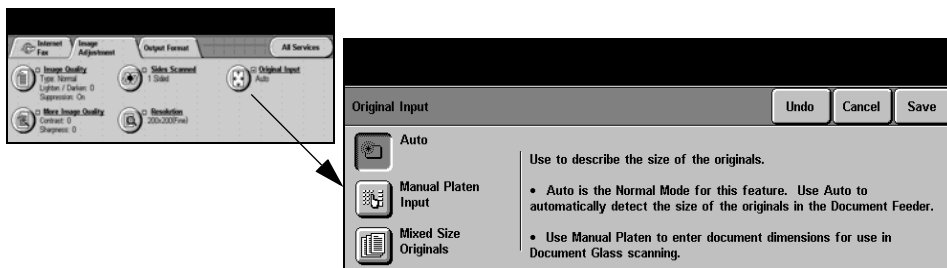 Internet Fax
Image Adjustment
Output Format
All Services
Image Quality
Type: Normal
Lighten / Darken: 0
Suppression: On
Sides Scanned
1 Sided
Original Input
Auto
More Image Quality
Contrast: 0
Sharpness: 0
Resolution
200x200(Fine)
Original Input
Undo
Cancel
Save
Auto
Manual Platen
Input
Mixed Size
Originals
Use to describe the size of the originals.
• Auto is the Normal Mode for this feature. Use Auto to
automatically detect the size of the originals in the Document Feeder.
• Use Manual Platen to enter document dimensions for use in
Document Glass scanning.